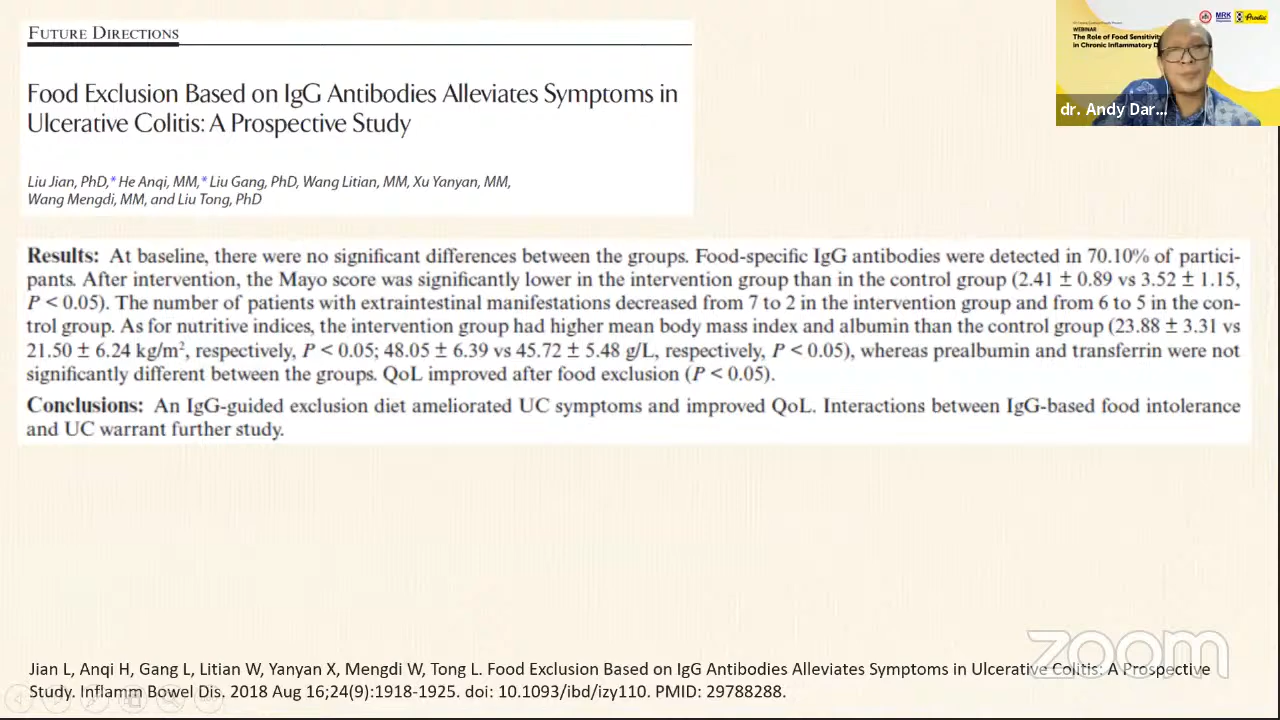 FUTURE DIRECTIONS
Food Exclusion Based on IgG Antibodies Alleviates Symptoms in
Ulcerative Colitis: A Prospective Study
Liu Jian, PhD,* He Anqi, MM,* Liu Gang, PhD, Wang Litian, MM, Xu Yanyan, MM,
Wang Mengdi, MM, and Liu Tong, PhD
WEBINAR
The Role of Food Sensitivity
in Chronic Inflammatory D
MRK
Prodia
dr. Andy Dar...
Results: At baseline, there were no significant differences between the groups. Food-specific IgG antibodies were detected in 70.10% of partici-
pants. After intervention, the Mayo score was significantly lower in the intervention group than in the control group (2.41 ± 0.89 vs 3.52 ± 1.15,
P < 0.05). The number of patients with extraintestinal manifestations decreased from 7 to 2 in the intervention group and from 6 to 5 in the con-
trol group. As for nutritive indices, the intervention group had higher mean body mass index and albumin than the control group (23.88 ± 3.31 vs
21.50 ± 6.24 kg/m², respectively, P < 0.05; 48.05 ± 6.39 vs 45.72 ± 5.48 g/L, respectively, P < 0.05), whereas prealbumin and transferrin were not
significantly different between the groups. QoL improved after food exclusion (P < 0.05).
Conclusions: An IgG-guided exclusion diet ameliorated UC symptoms and improved QoL. Interactions between IgG-based food intolerance
and UC warrant further study.
zoom
Jian L, Anqi H, Gang L, Litian W, Yanyan X, Mengdi W, Tong L. Food Exclusion Based on IgG Antibodies Alleviates Symptoms in Ulcerative Colitis: A Prospective
Study. Inflamm Bowel Dis. 2018 Aug 16;24(9):1918-1925. doi: 10.1093/ibd/izy110. PMID: 29788288.